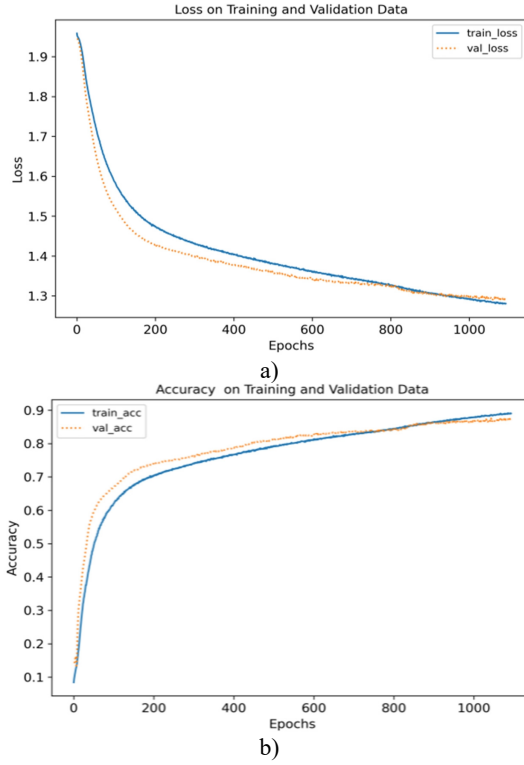 Loss on Training and Validation Data
train_loss
val_loss
1.9
1.8
1.7
1.6
1.5
1.4
1.3
Loss
0 200 400 600 800 1000
Epochs
a)
Accuracy on Training and Validation Data
train_acc
val_acc
0.9
0.8
0.7
0.6
0.5
0.4
0.3
0.2
0.1
Accuracy
0 200 400 600 800 1000
Epochs
b)